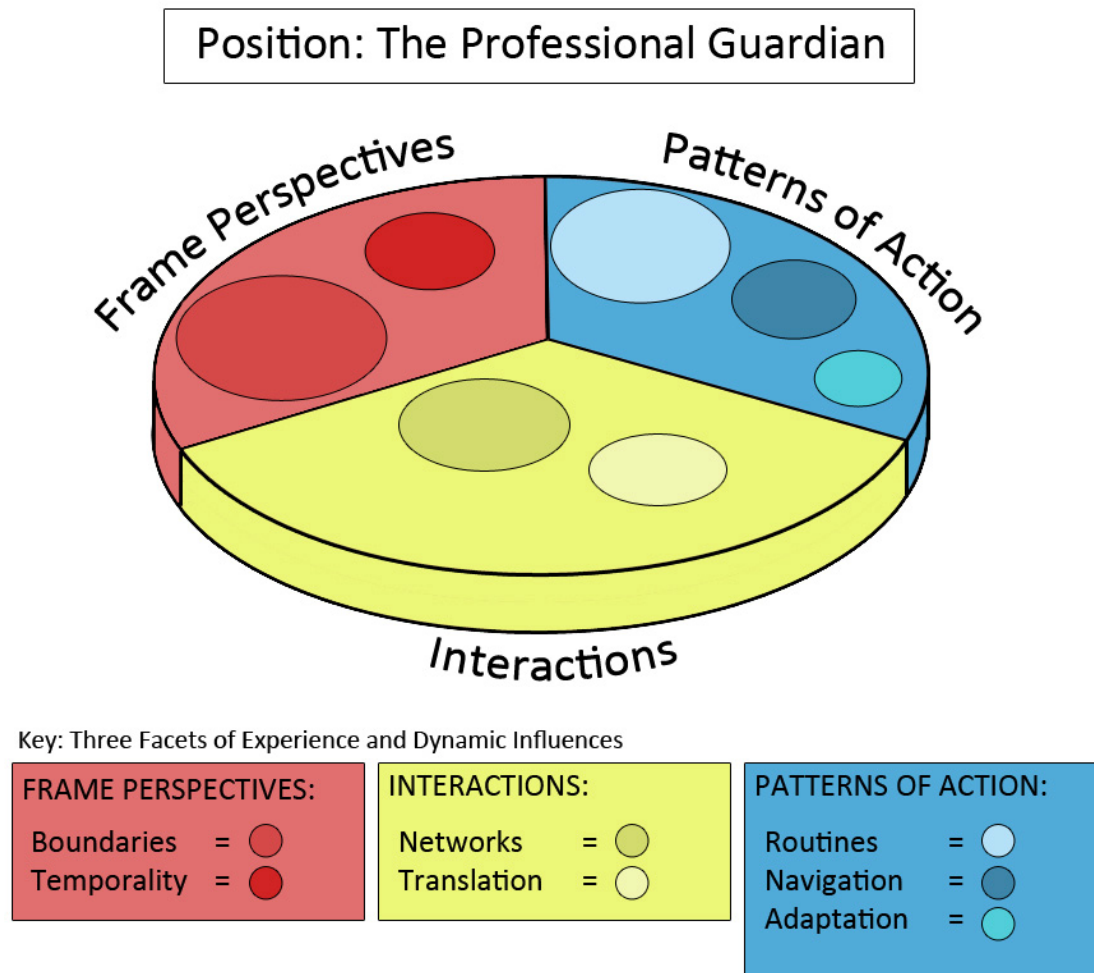 Position: The Professional Guardian
Frame Perspectives
Patterns of Action
Interactions
Key: Three Facets of Experience and Dynamic Influences
FRAME PERSPECTIVES:
Boundaries =
Temporality =
INTERACTIONS:
Networks =
Translation =
PATTERNS OF ACTION:
Routines =
Navigation =
Adaptation =